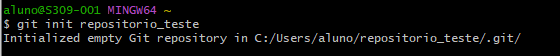 aluno@S309-001 MINGW64 ~
$ git init repositorio_teste
Initialized empty Git repository in C:/Users/aluno/repositorio_teste/.git/